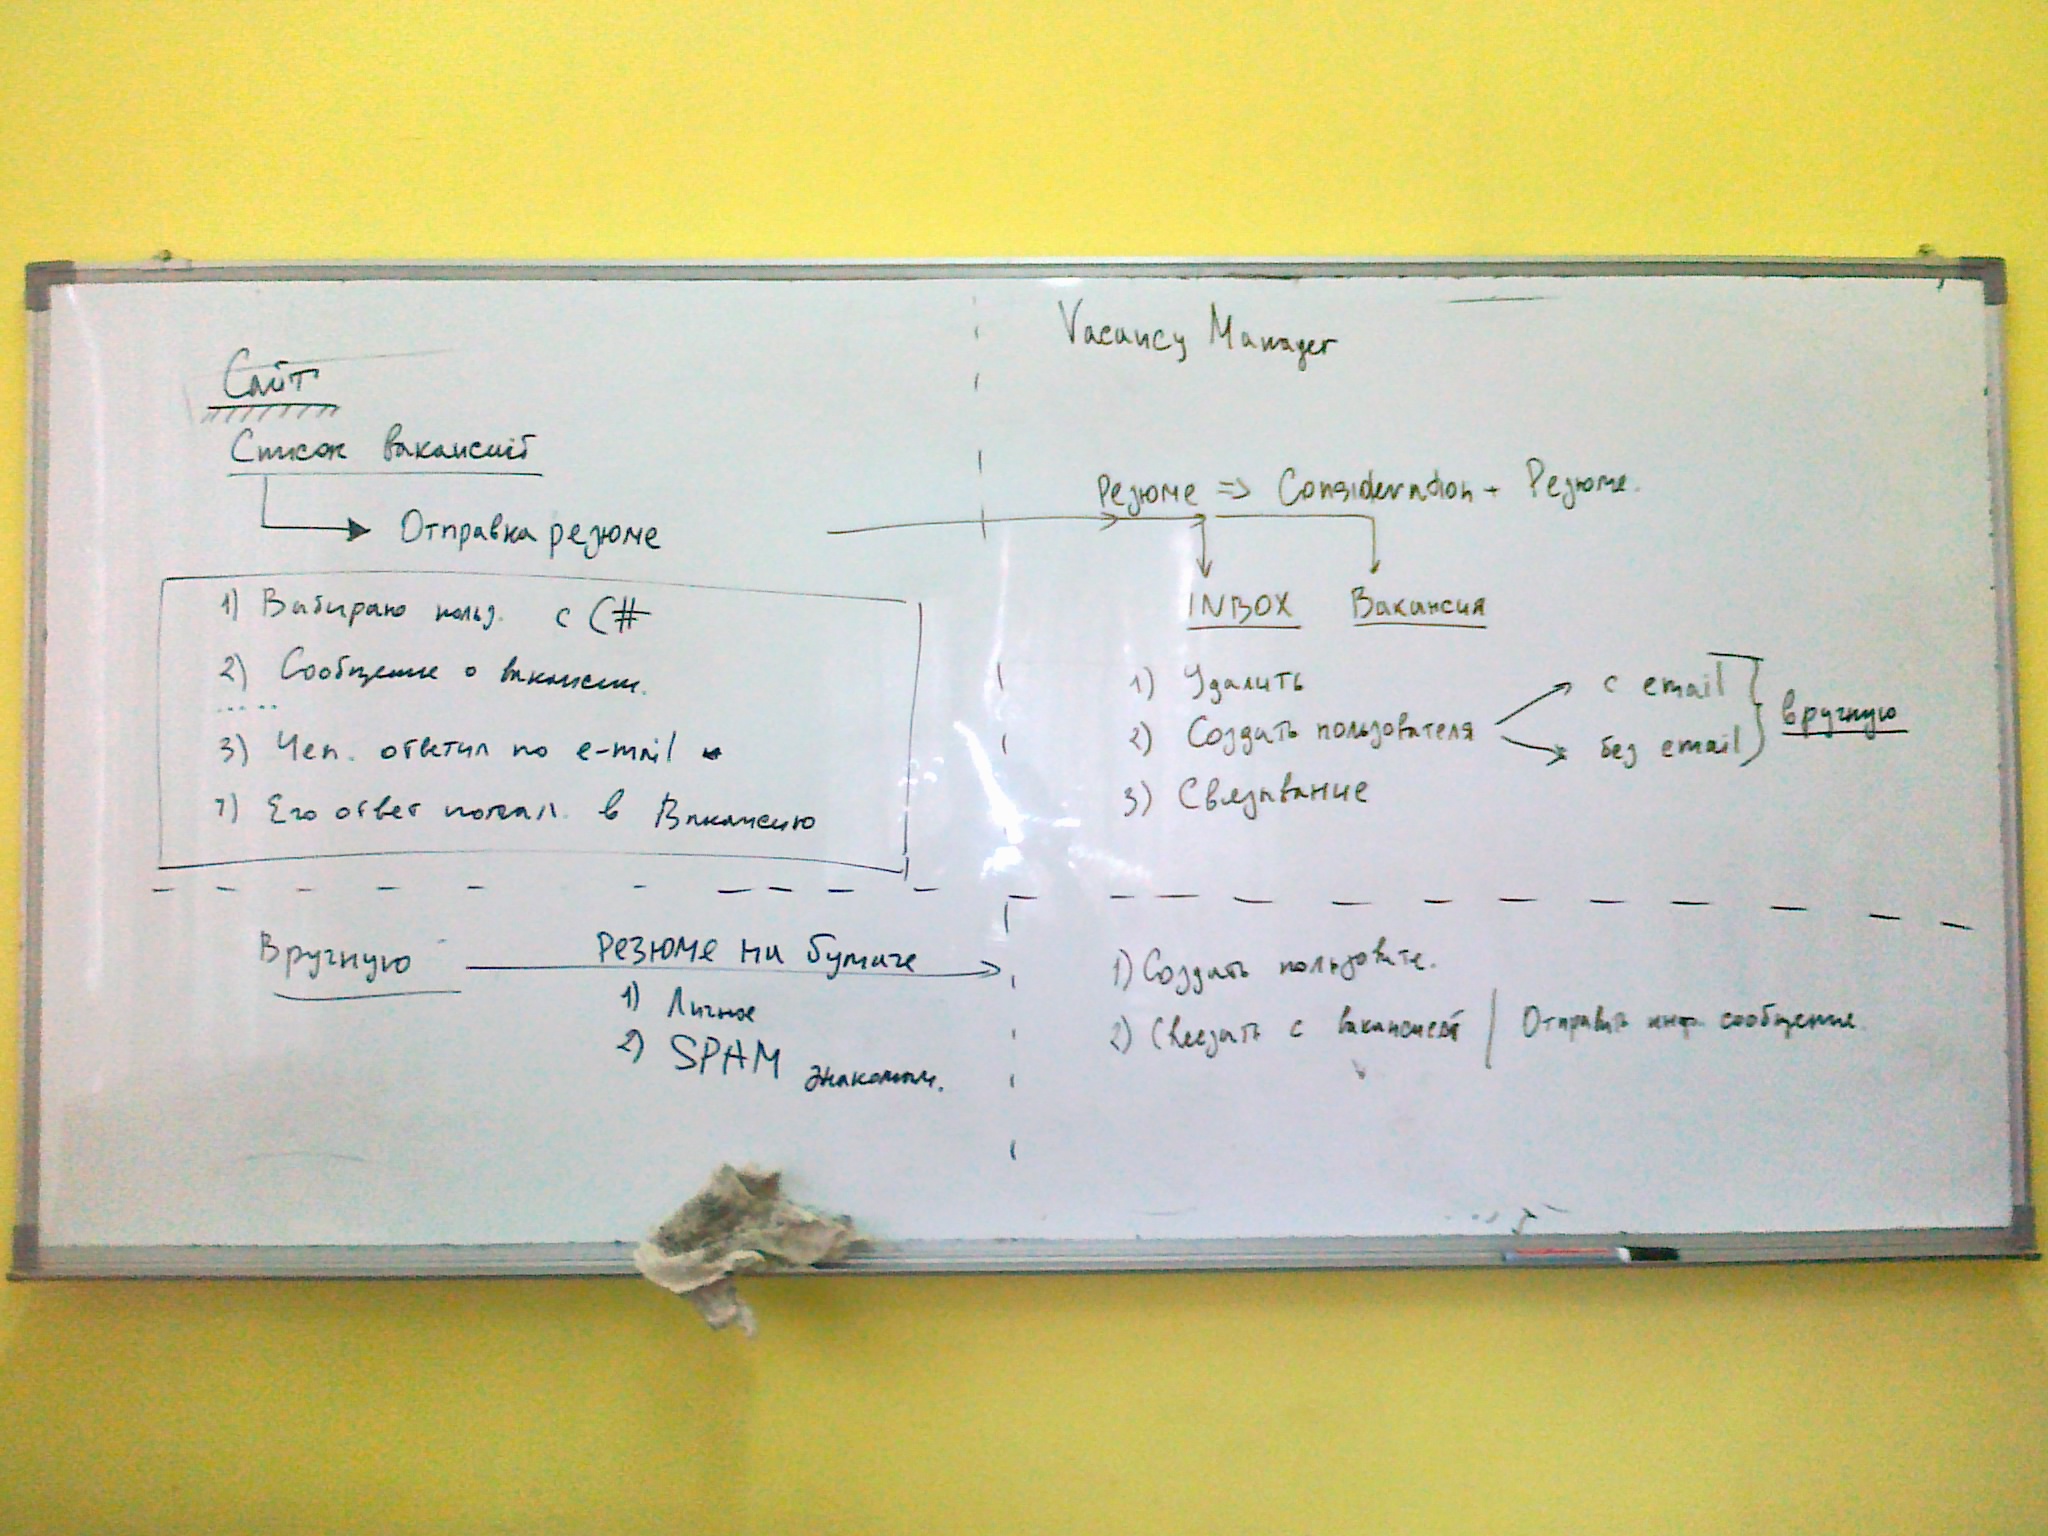 Сайт
Список вакансий
Отправка резюме
1) Выбираю польз. с C#
2) Сообщение о вакансии.
.....
3) Чел. ответил по e-mail
Его ответ попал. в Вакансию
Vacancy Manager
Резюме => Consideration + Резюме.
INBOX Вакансия
1) Удалить
2) Создать пользователя
с email
без email
вручную
3) Связывание
Вручную
Резюме на бумаге
1) Личное
2) SPAM знакомым.
1) Создать пользовате.
2) Связать с вакансией / Отправить инф. сообщение